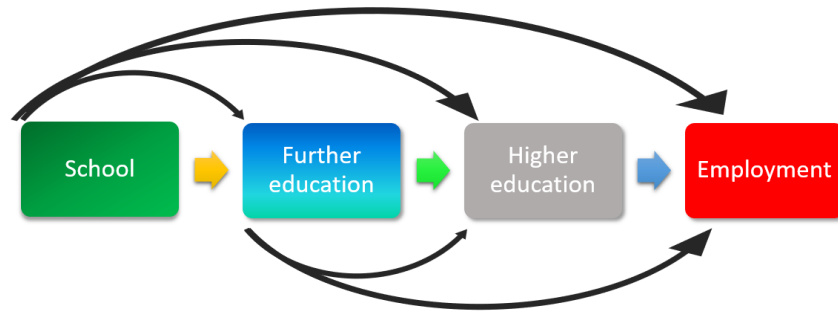 School
Further
education
Higher
education
Employment